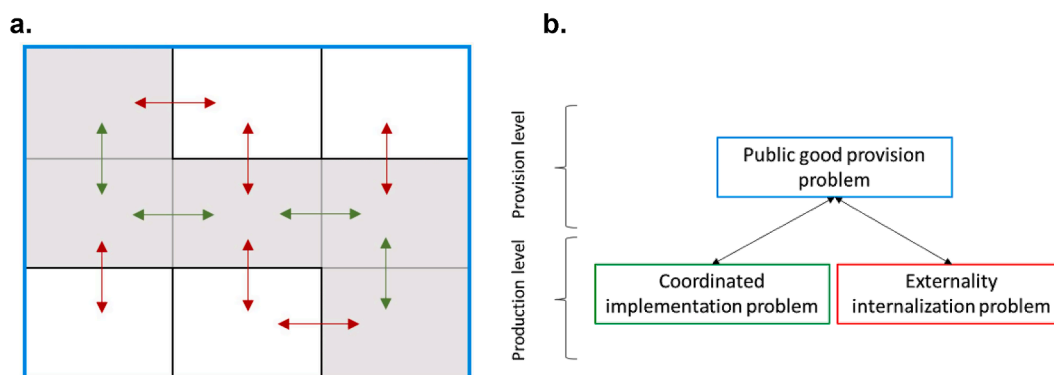 a.
b.
Provision level
Public good provision
problem
Production level
Coordinated
implementation problem
Externality
internalization problem